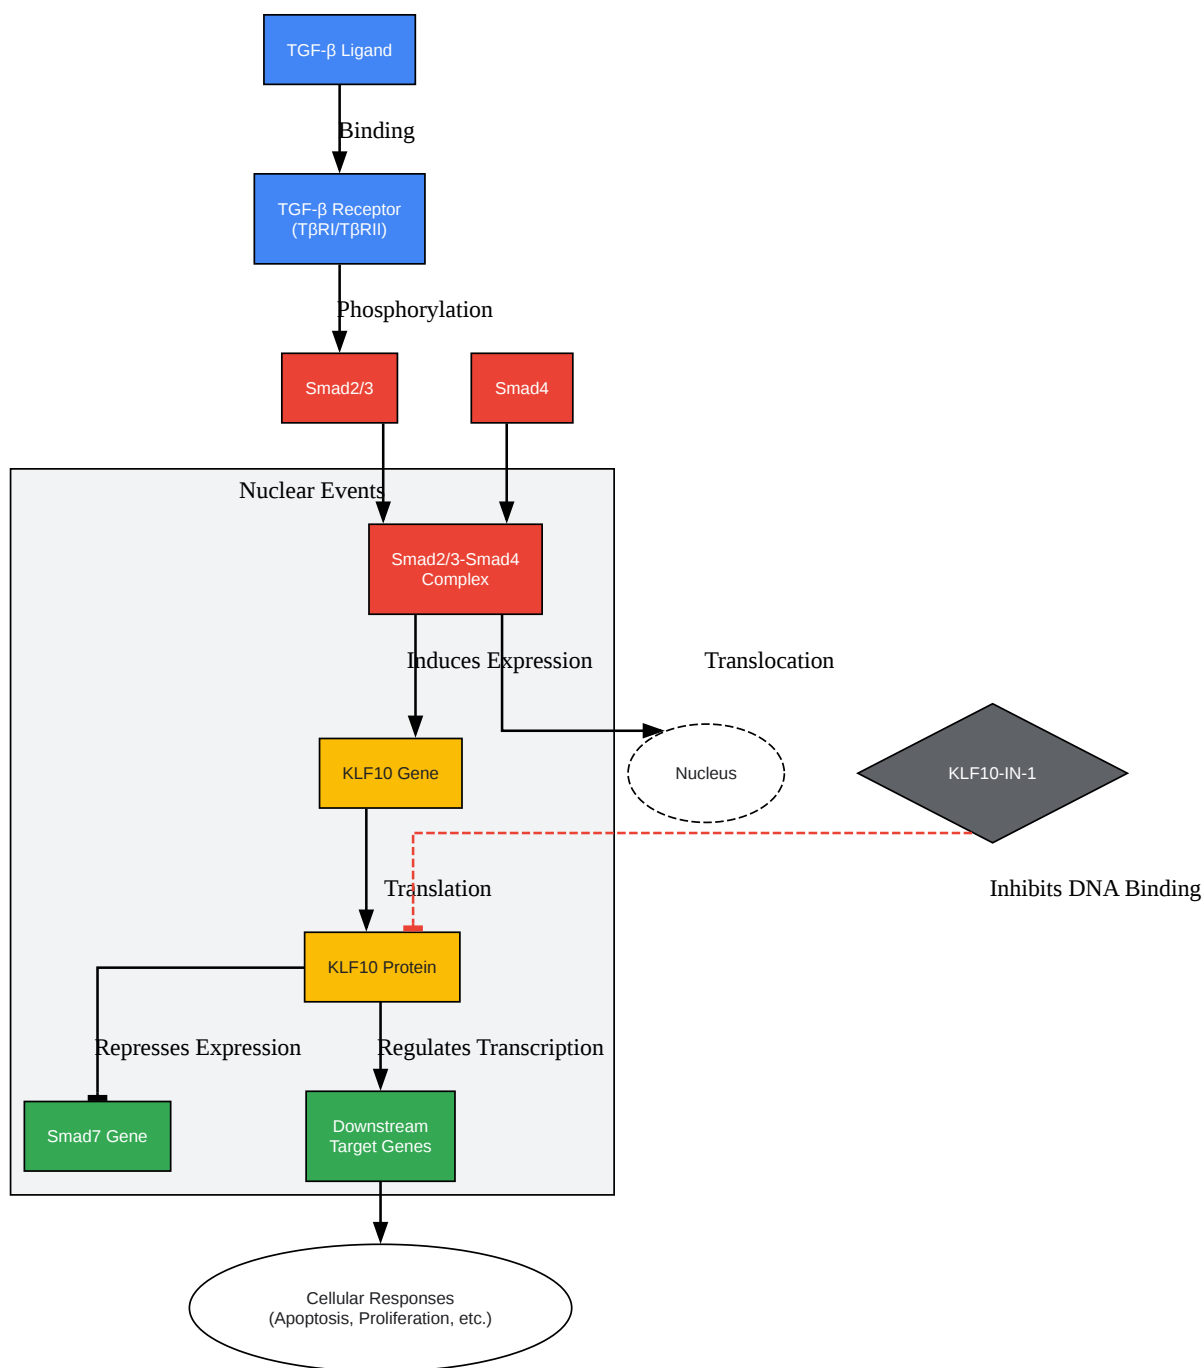 TGF-β Ligand
Binding
TGF-β Receptor
(TβRI/TβRII)
Phosphorylation
Smad2/3
Smad4
Nuclear Events
Smad2/3-Smad4
Complex
Induces Expression
Translocation
KLF10 Gene
Nucleus
KLF10-IN-1
Translation
Inhibits DNA Binding
KLF10 Protein
Represses Expression
Regulates Transcription
Smad7 Gene
Downstream
Target Genes
Cellular Responses
(Apoptosis, Proliferation, etc.)